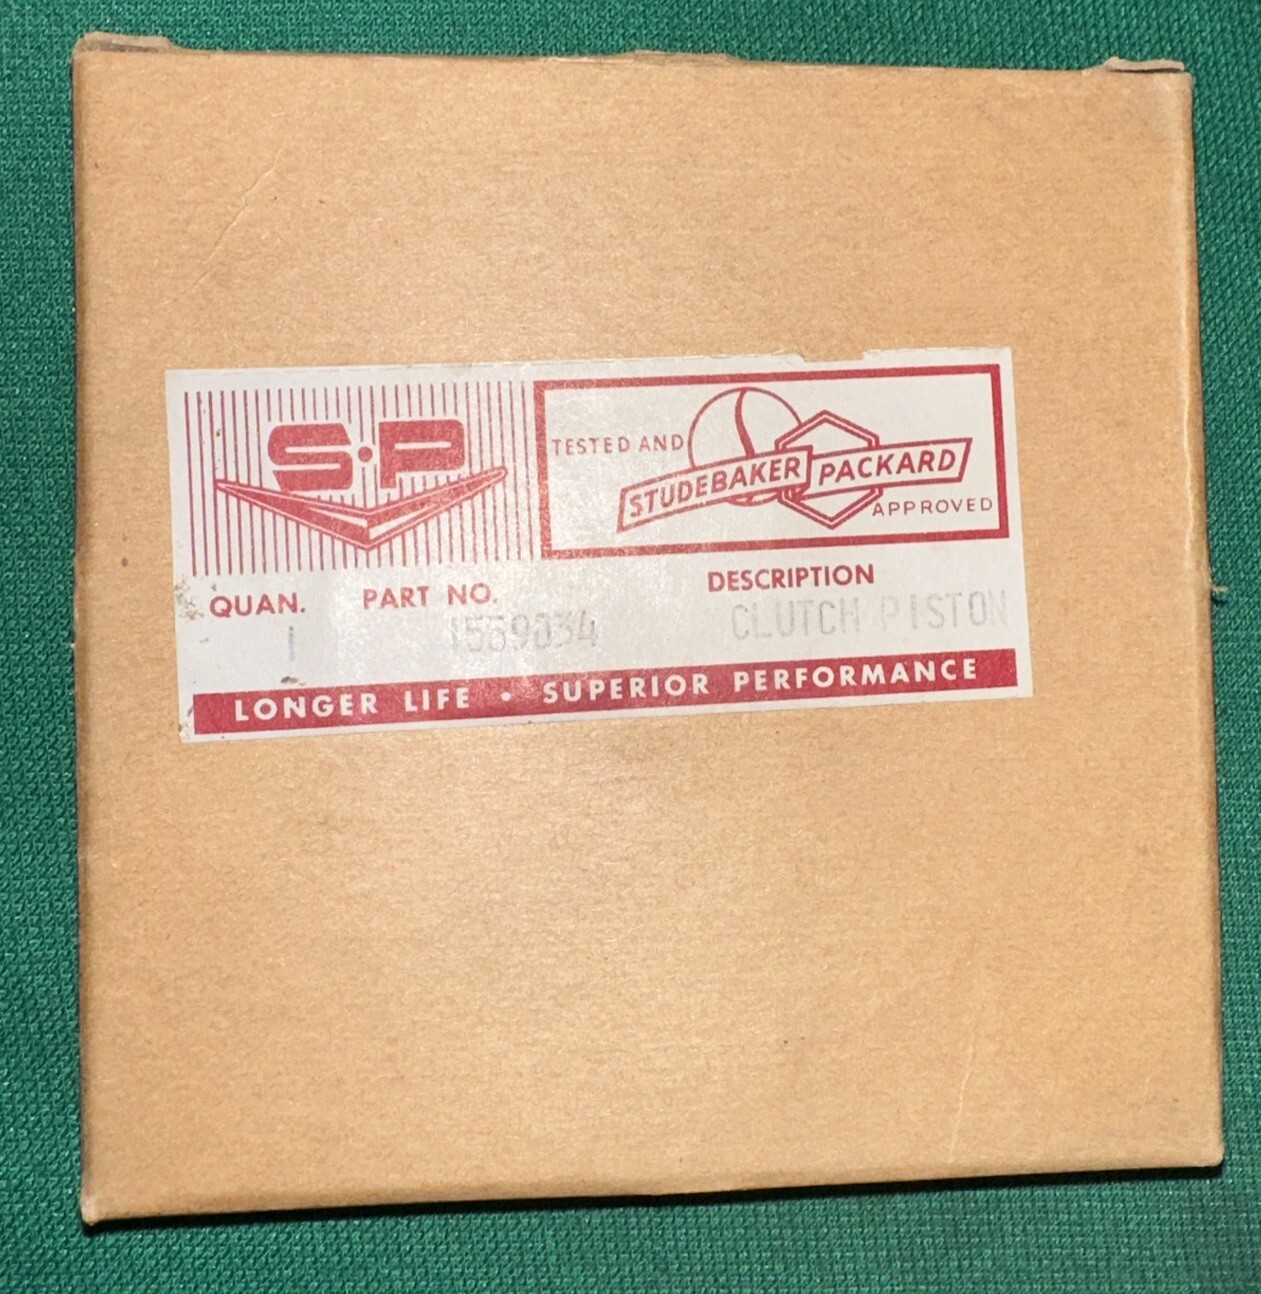 S·P
TESTED AND
STUDEBAKER PACKARD
APPROVED
QUAN. PART NO. DESCRIPTION
1 1559034 CLUTCH PISTON
LONGER LIFE · SUPERIOR PERFORMANCE